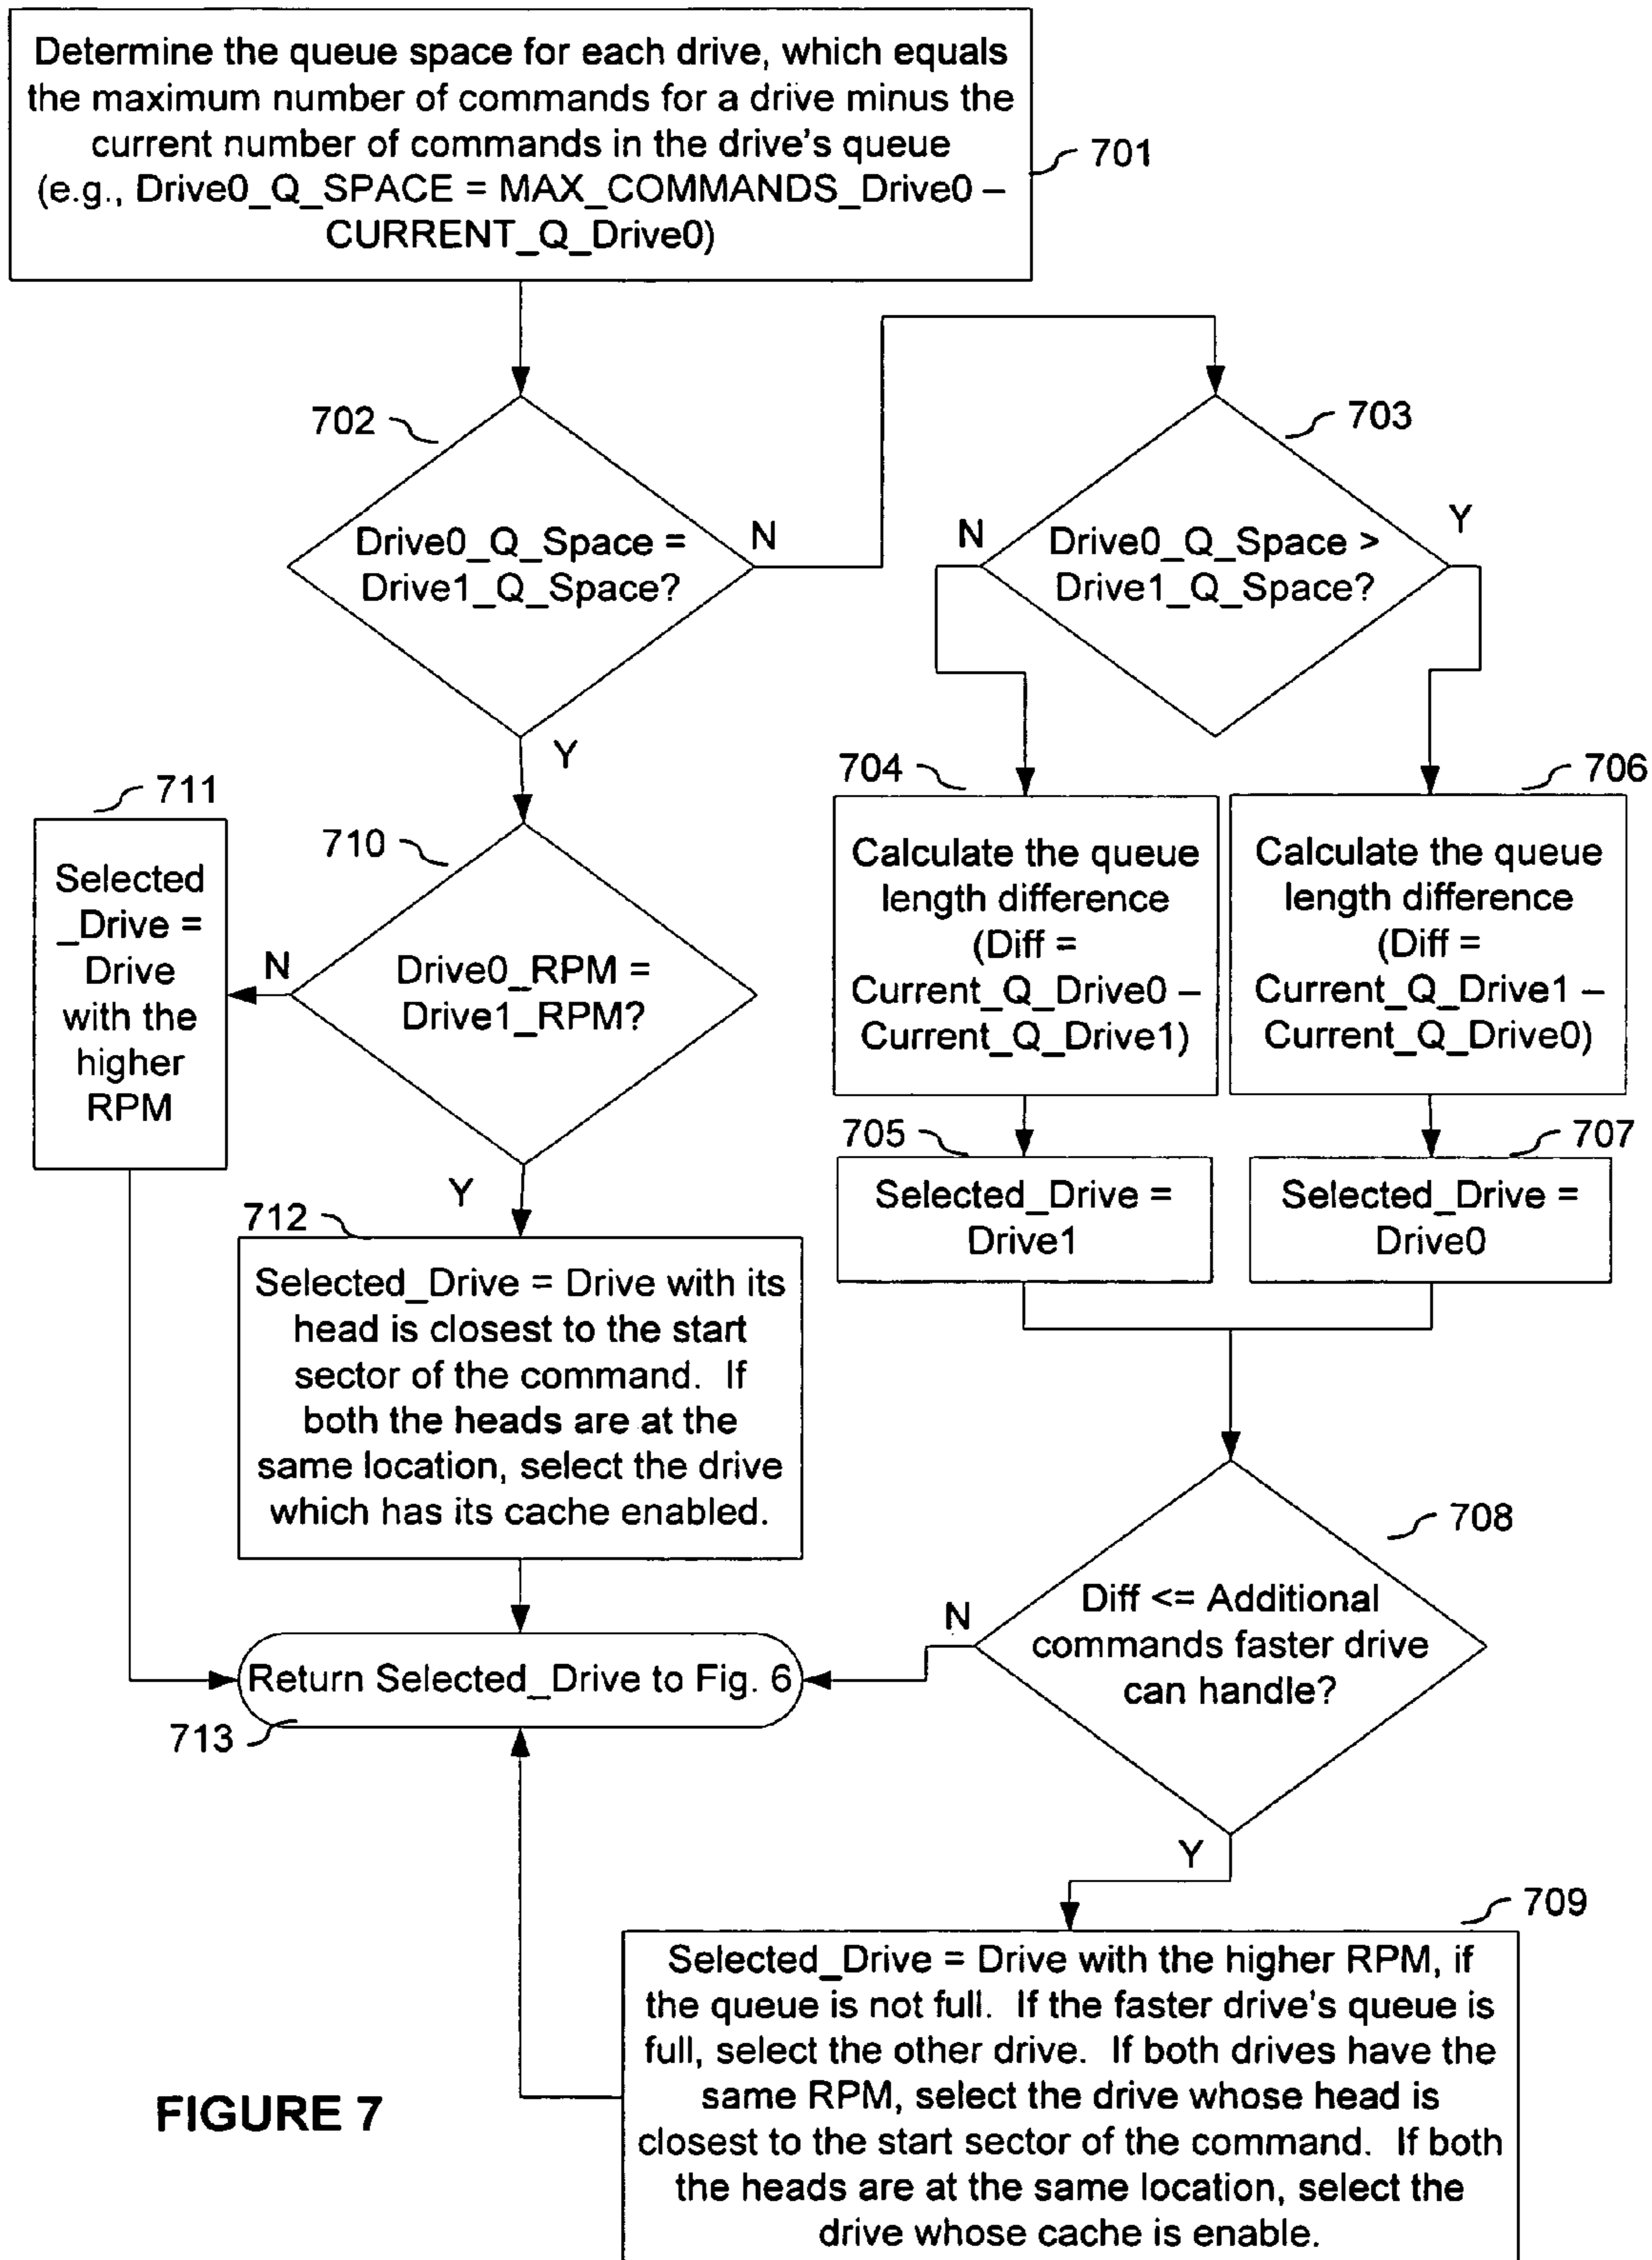 Determine the queue space for each drive, which equals
the maximum number of commands for a drive minus the
current number of commands in the drive's queue
(e.g., Drive0_Q_SPACE = MAX_COMMANDS_Drive0 –
CURRENT_Q_Drive0)
701
702
Drive0_Q_Space =
Drive1_Q_Space?
N
Y
703
N
Drive0_Q_Space >
Drive1_Q_Space?
Y
704
Calculate the queue
length difference
(Diff =
Current_Q_Drive0 –
Current_Q_Drive1)
706
Calculate the queue
length difference
(Diff =
Current_Q_Drive1 –
Current_Q_Drive0)
711
Selected
_Drive =
Drive
with the
higher
RPM
710
N
Drive0_RPM =
Drive1_RPM?
Y
705
Selected_Drive =
Drive1
707
Selected_Drive =
Drive0
712
Selected_Drive = Drive with its
head is closest to the start
sector of the command. If
both the heads are at the
same location, select the drive
which has its cache enabled.
708
N
Diff <= Additional
commands faster drive
can handle?
Y
Return Selected_Drive to Fig. 6
713
709
Selected_Drive = Drive with the higher RPM, if
the queue is not full. If the faster drive's queue is
full, select the other drive. If both drives have the
same RPM, select the drive whose head is
closest to the start sector of the command. If both
the heads are at the same location, select the
drive whose cache is enable.
FIGURE 7